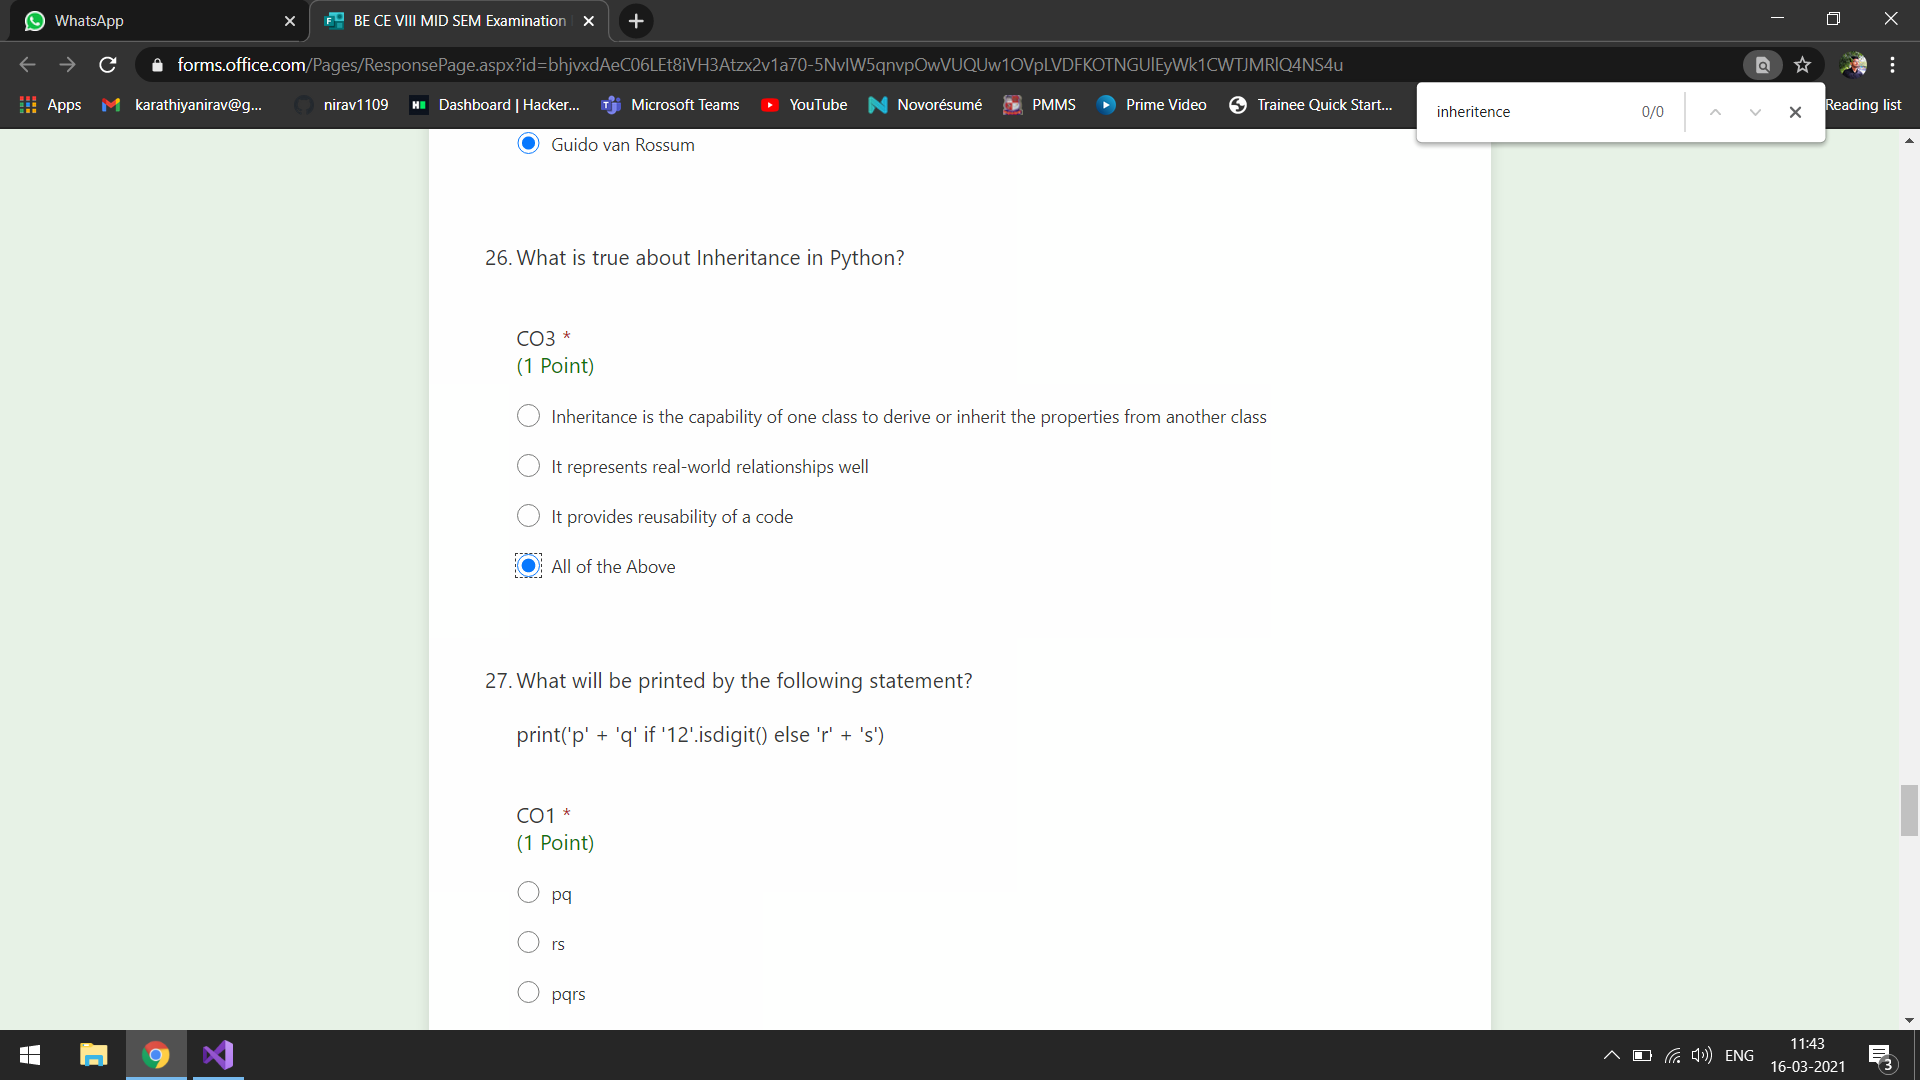 WhatsApp
BE CE VIII MID SEM Examination
forms.office.com/Pages/ResponsePage.aspx?id=bhjvxdAeC06LEt8iVH3Atzx2v1a70-5NvIW5qnvpOwVUQUw1OVpLVDFKOTNGUlEyWk1CWTJMRlQ4NS4u
Apps karathiyanirav@g... nirav1109 Dashboard | Hacker... Microsoft Teams YouTube Novorésumé PMMS Prime Video Trainee Quick Start... Reading list
inheritence 0/0
Guido van Rossum
26. What is true about Inheritance in Python?
CO3 *
(1 Point)
Inheritance is the capability of one class to derive or inherit the properties from another class
It represents real-world relationships well
It provides reusability of a code
All of the Above
27. What will be printed by the following statement?
print('p' + 'q' if '12'.isdigit() else 'r' + 's')
CO1 *
(1 Point)
pq
rs
pqrs
ENG
11:43
16-03-2021
3